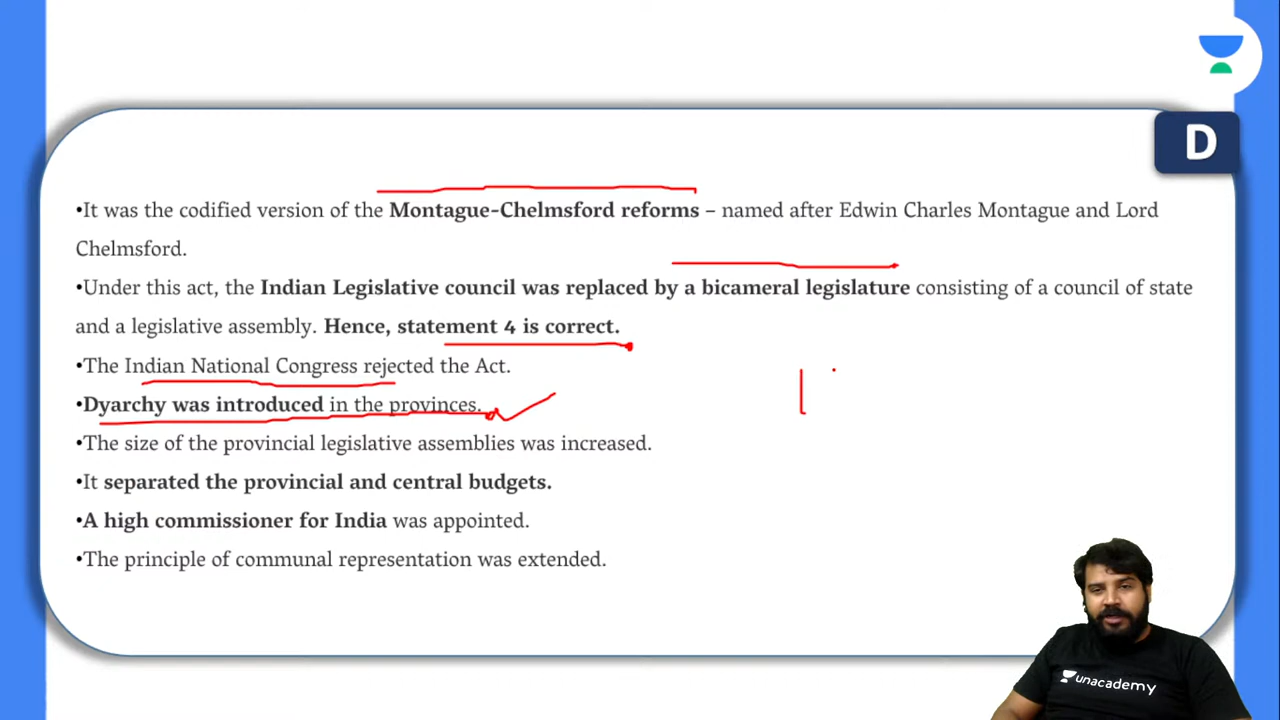 D
•It was the codified version of the Montague-Chelmsford reforms – named after Edwin Charles Montague and Lord
Chelmsford.
•Under this act, the Indian Legislative council was replaced by a bicameral legislature consisting of a council of state
and a legislative assembly. Hence, statement 4 is correct.
•The Indian National Congress rejected the Act.
•Dyarchy was introduced in the provinces.
•The size of the provincial legislative assemblies was increased.
•It separated the provincial and central budgets.
•A high commissioner for India was appointed.
•The principle of communal representation was extended.
unacademy